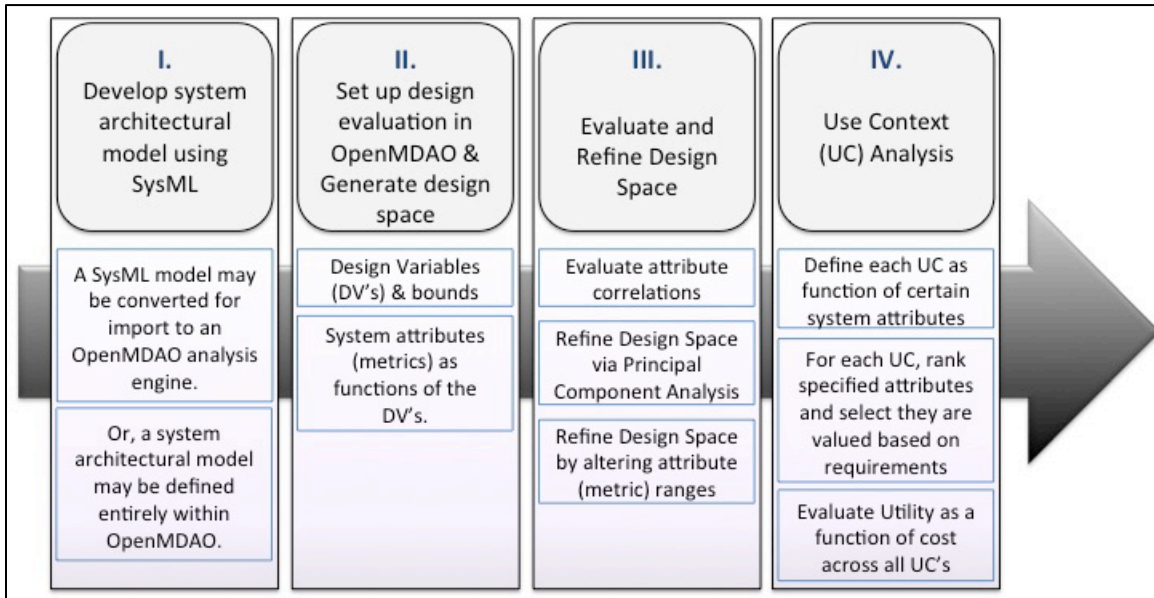 I.
Develop system
architectural
model using
SysML
A SysML model may
be converted for
import to an
OpenMDAO analysis
engine.
Or, a system
architectural model
may be defined
entirely within
OpenMDAO.
II.
Set up design
evaluation in
OpenMDAO &
Generate design
space
Design Variables
(DV's) & bounds
System attributes
(metrics) as
functions of the
DV's.
III.
Evaluate and
Refine Design
Space
Evaluate attribute
correlations
Refine Design Space
via Principal
Component Analysis
Refine Design Space
by altering attribute
(metric) ranges
IV.
Use Context
(UC) Analysis
Define each UC as
function of certain
system attributes
For each UC, rank
specified attributes
and select they are
valued based on
requirements
Evaluate Utility as a
function of cost
across all UC's